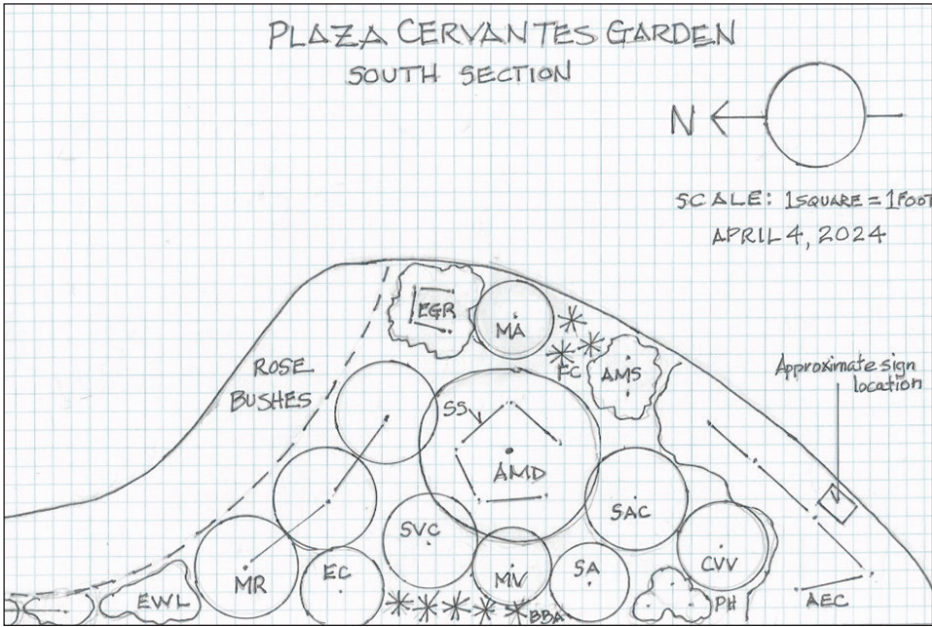 PLAZA CERVANTES GARDEN
SOUTH SECTION
N
SCALE: 1 SQUARE = 1 FOOT
APRIL 4, 2024
EGR
MA
FC
AMS
ROSE
BUSHES
Approximate sign
location
SS
AMD
SAC
SVC
CVV
MR
EC
MV
SA
EWL
BBA
PH
AEC